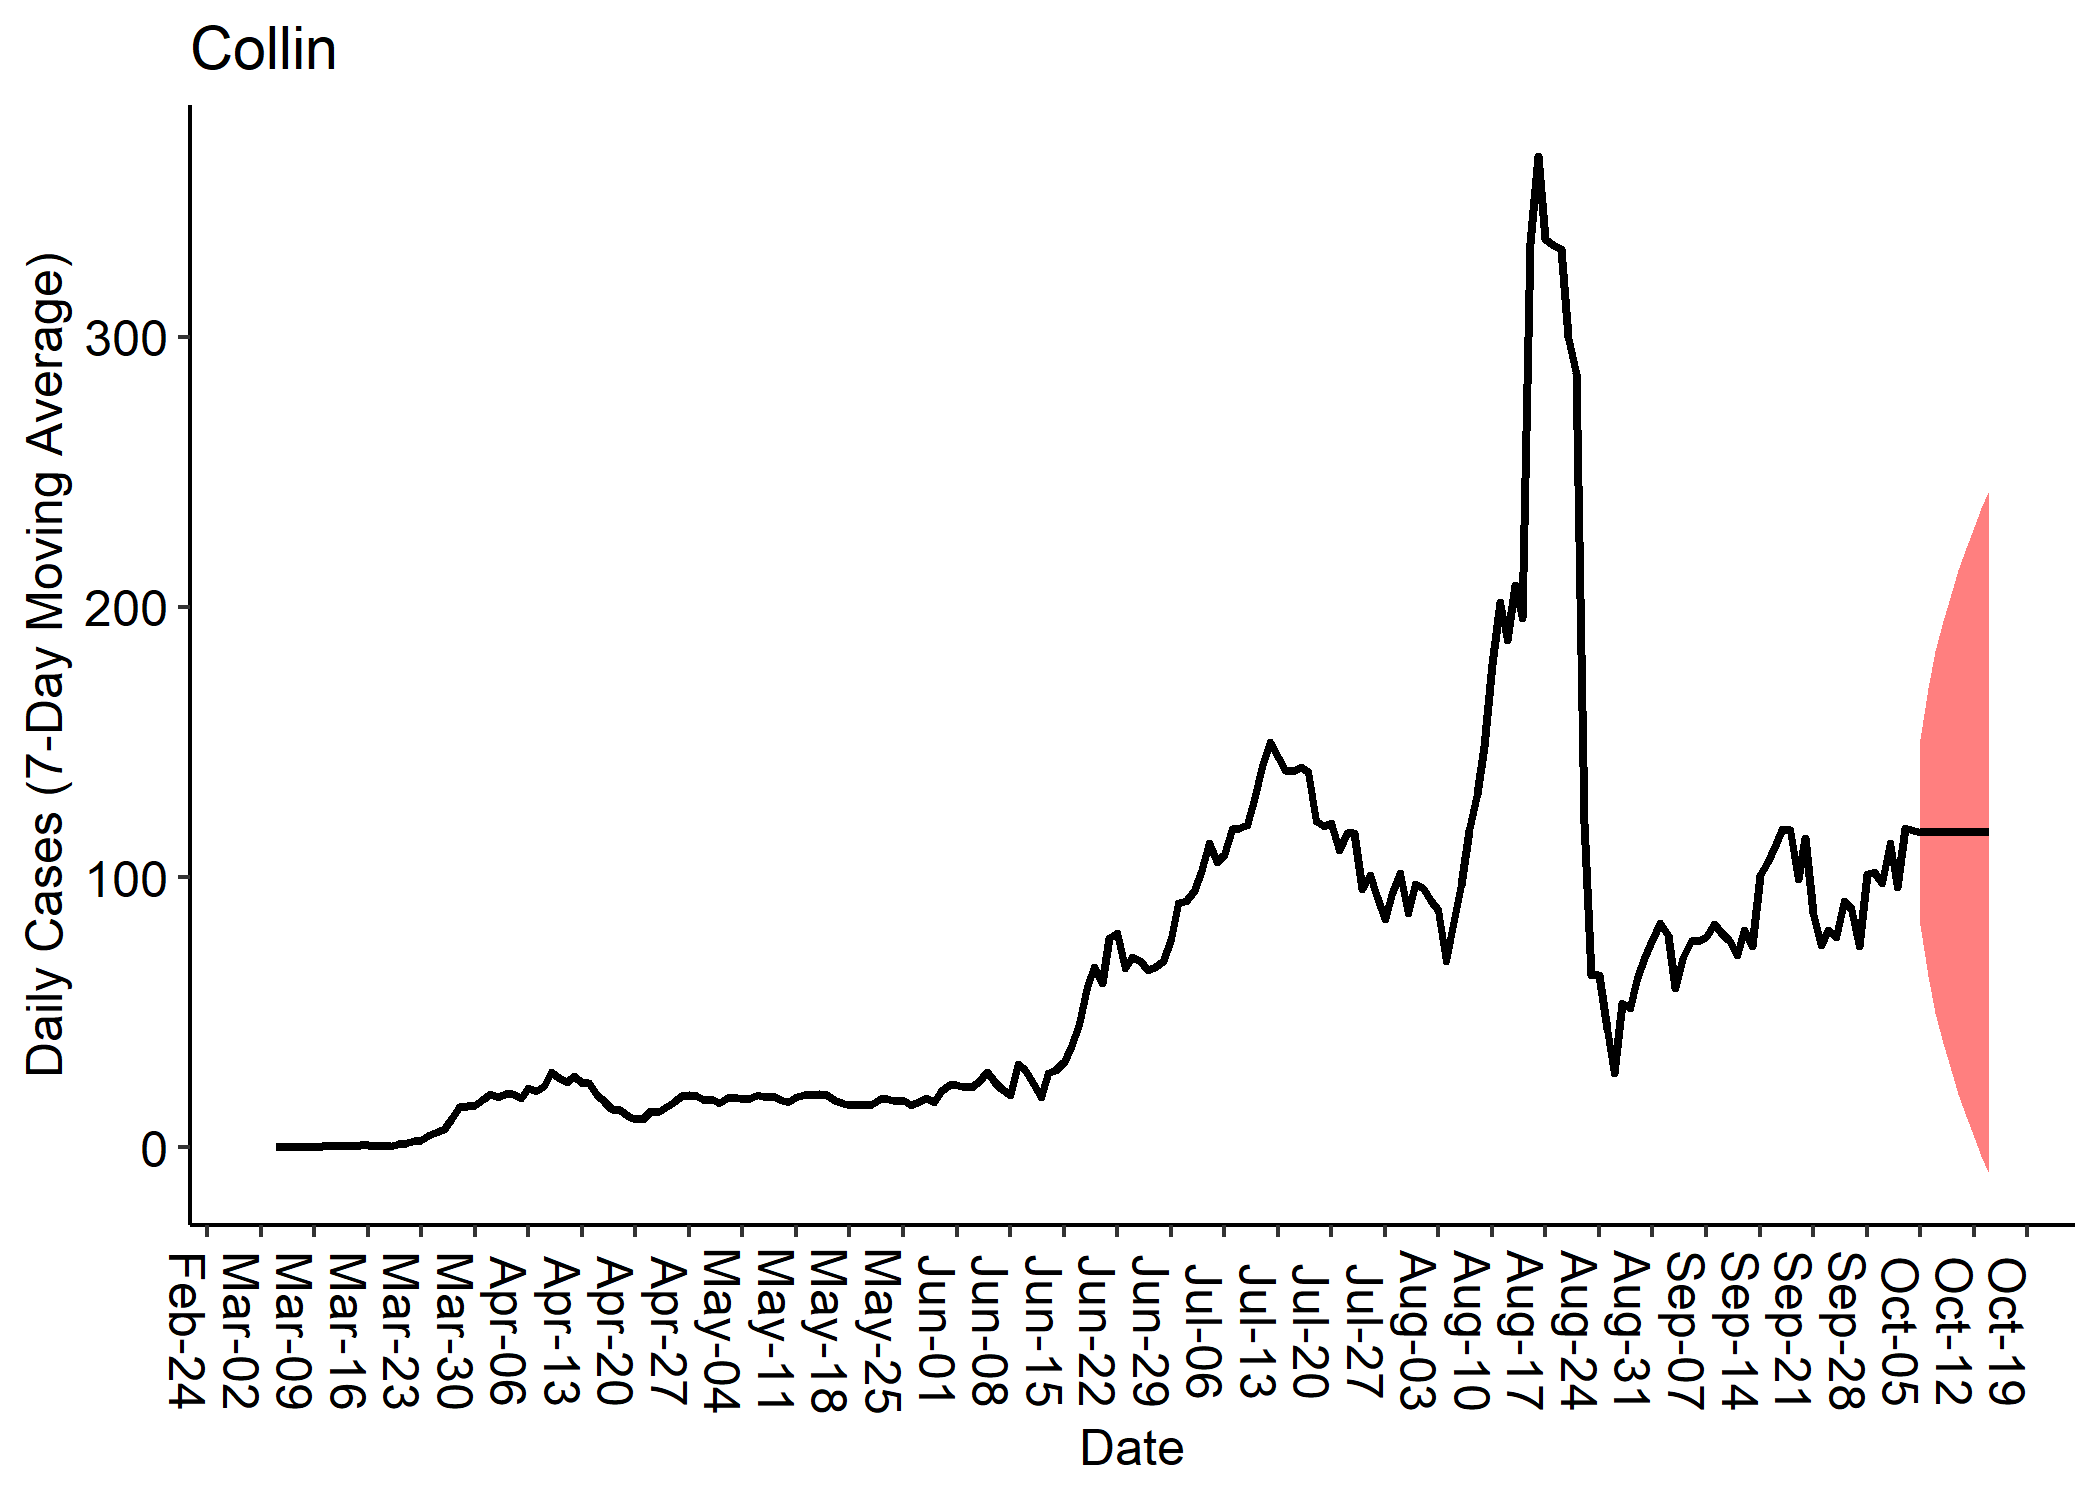 Collin
Daily Cases (7-Day Moving Average)
300
200
100
0
Feb-24
Mar-02
Mar-09
Mar-16
Mar-23
Mar-30
Apr-06
Apr-13
Apr-20
Apr-27
May-04
May-11
May-18
May-25
Jun-01
Jun-08
Jun-15
Jun-22
Jun-29
Jul-06
Jul-13
Jul-20
Jul-27
Aug-03
Aug-10
Aug-17
Aug-24
Aug-31
Sep-07
Sep-14
Sep-21
Sep-28
Oct-05
Oct-12
Oct-19
Date